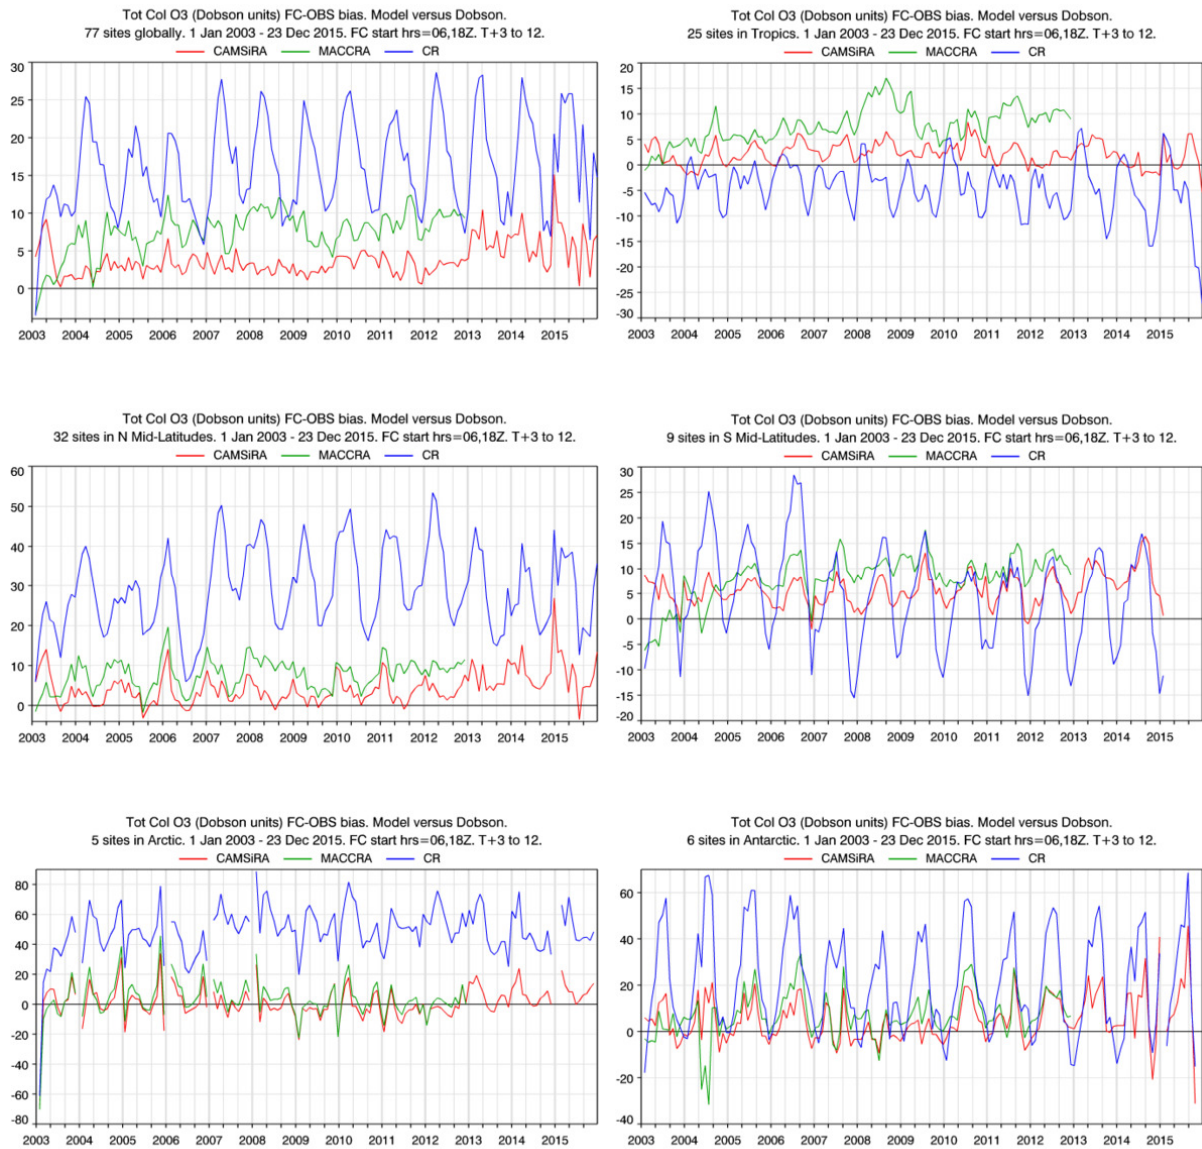 Tot Col O3 (Dobson units) FC-OBS bias. Model versus Dobson.
77 sites globally. 1 Jan 2003 - 23 Dec 2015. FC start hrs=06,18Z. T+3 to 12.
CAMSiRA MACCRA CR
30
25
20
15
10
5
0
2003 2004 2005 2006 2007 2008 2009 2010 2011 2012 2013 2014 2015
Tot Col O3 (Dobson units) FC-OBS bias. Model versus Dobson.
25 sites in Tropics. 1 Jan 2003 - 23 Dec 2015. FC start hrs=06,18Z. T+3 to 12.
CAMSiRA MACCRA CR
20
15
10
5
0
-5
-10
-15
-20
-25
-30
2003 2004 2005 2006 2007 2008 2009 2010 2011 2012 2013 2014 2015
Tot Col O3 (Dobson units) FC-OBS bias. Model versus Dobson.
32 sites in N Mid-Latitudes. 1 Jan 2003 - 23 Dec 2015. FC start hrs=06,18Z. T+3 to 12.
CAMSiRA MACCRA CR
60
50
40
30
20
10
0
2003 2004 2005 2006 2007 2008 2009 2010 2011 2012 2013 2014 2015
Tot Col O3 (Dobson units) FC-OBS bias. Model versus Dobson.
9 sites in S Mid-Latitudes. 1 Jan 2003 - 23 Dec 2015. FC start hrs=06,18Z. T+3 to 12.
CAMSiRA MACCRA CR
30
25
20
15
10
5
0
-5
-10
-15
-20
2003 2004 2005 2006 2007 2008 2009 2010 2011 2012 2013 2014 2015
Tot Col O3 (Dobson units) FC-OBS bias. Model versus Dobson.
5 sites in Arctic. 1 Jan 2003 - 23 Dec 2015. FC start hrs=06,18Z. T+3 to 12.
CAMSiRA MACCRA CR
80
60
40
20
0
-20
-40
-60
-80
2003 2004 2005 2006 2007 2008 2009 2010 2011 2012 2013 2014 2015
Tot Col O3 (Dobson units) FC-OBS bias. Model versus Dobson.
6 sites in Antarctic. 1 Jan 2003 - 23 Dec 2015. FC start hrs=06,18Z. T+3 to 12.
CAMSiRA MACCRA CR
60
40
20
0
-20
-40
2003 2004 2005 2006 2007 2008 2009 2010 2011 2012 2013 2014 2015